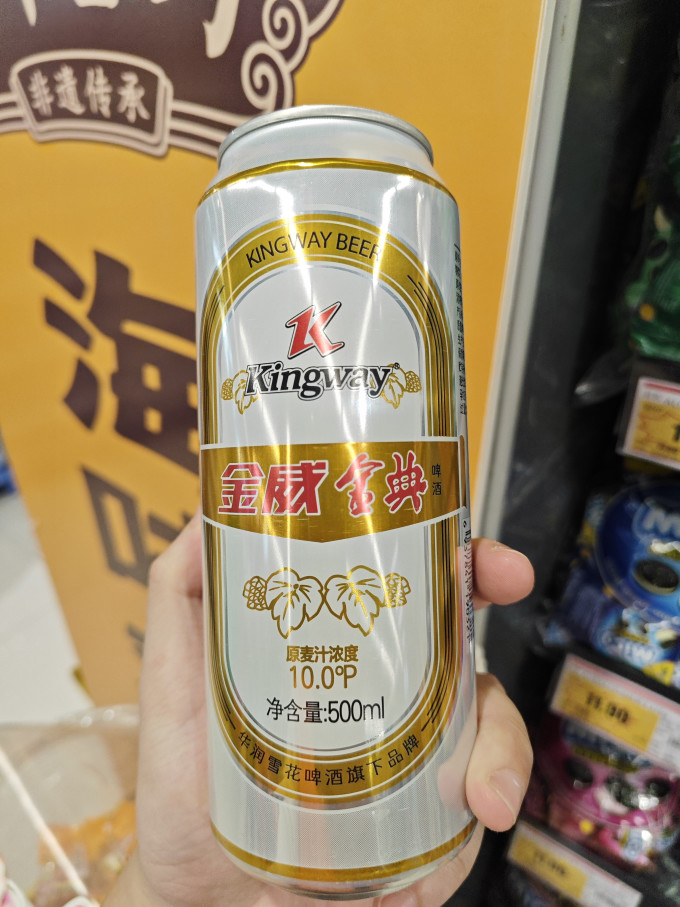 非遗传承
海
KINGWAY BEER
K
Kingway®
金威金典
啤酒
原麦汁浓度
10.0°P
净含量:500ml
华润雪花啤酒旗下品牌